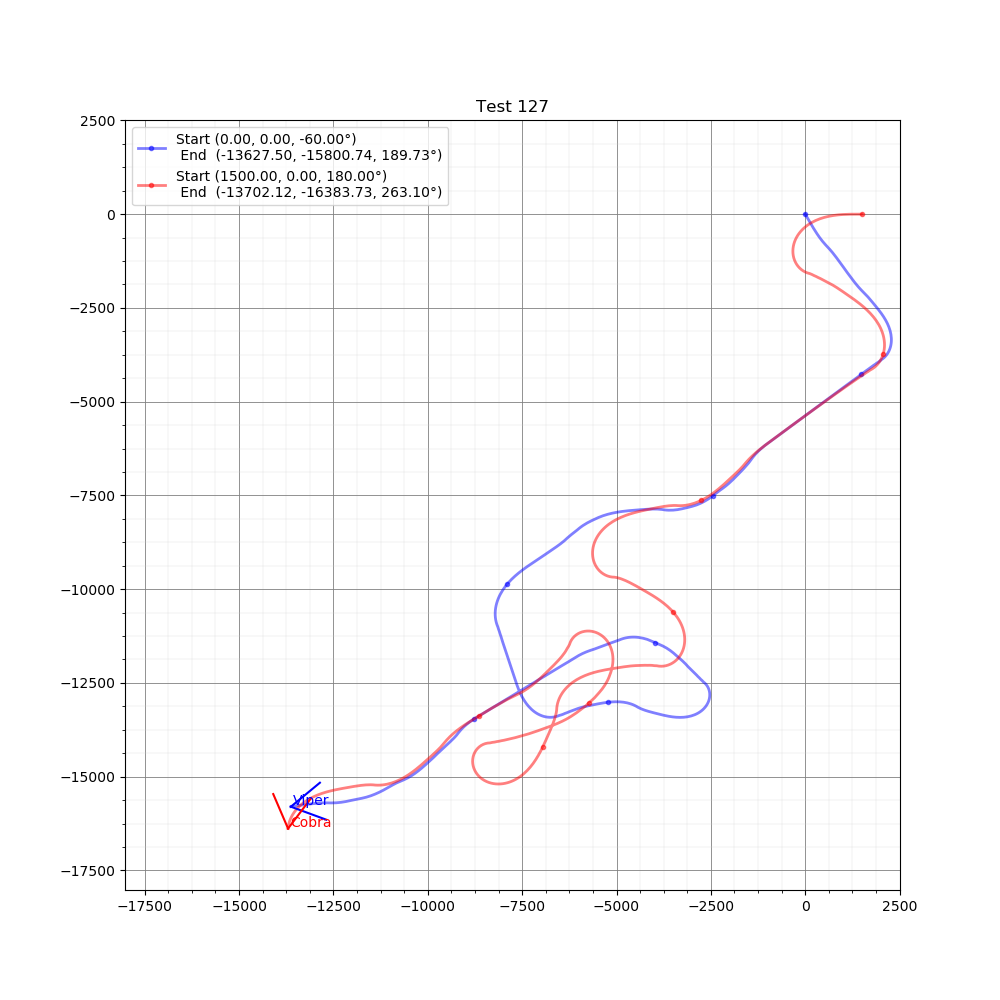 Test 127
Start (0.00, 0.00, -60.00°)
End (-13627.50, -15800.74, 189.73°)
Start (1500.00, 0.00, 180.00°)
End (-13702.12, -16383.73, 263.10°)
2500
0
−2500
−5000
−7500
−10000
−12500
−15000
−17500
Viper
Cobra
−17500 −15000 −12500 −10000 −7500 −5000 −2500 0 2500